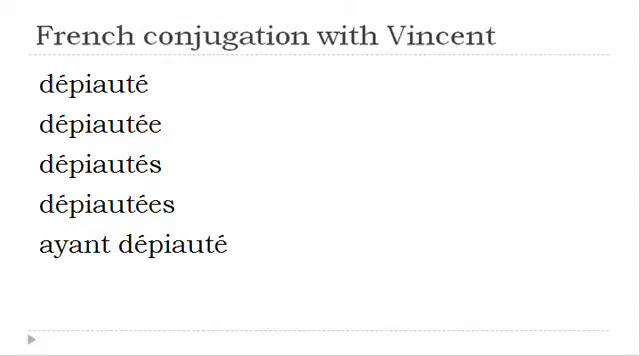 French conjugation with Vincent
dépiauté
dépiautée
dépiautés
dépiautées
ayant dépiauté